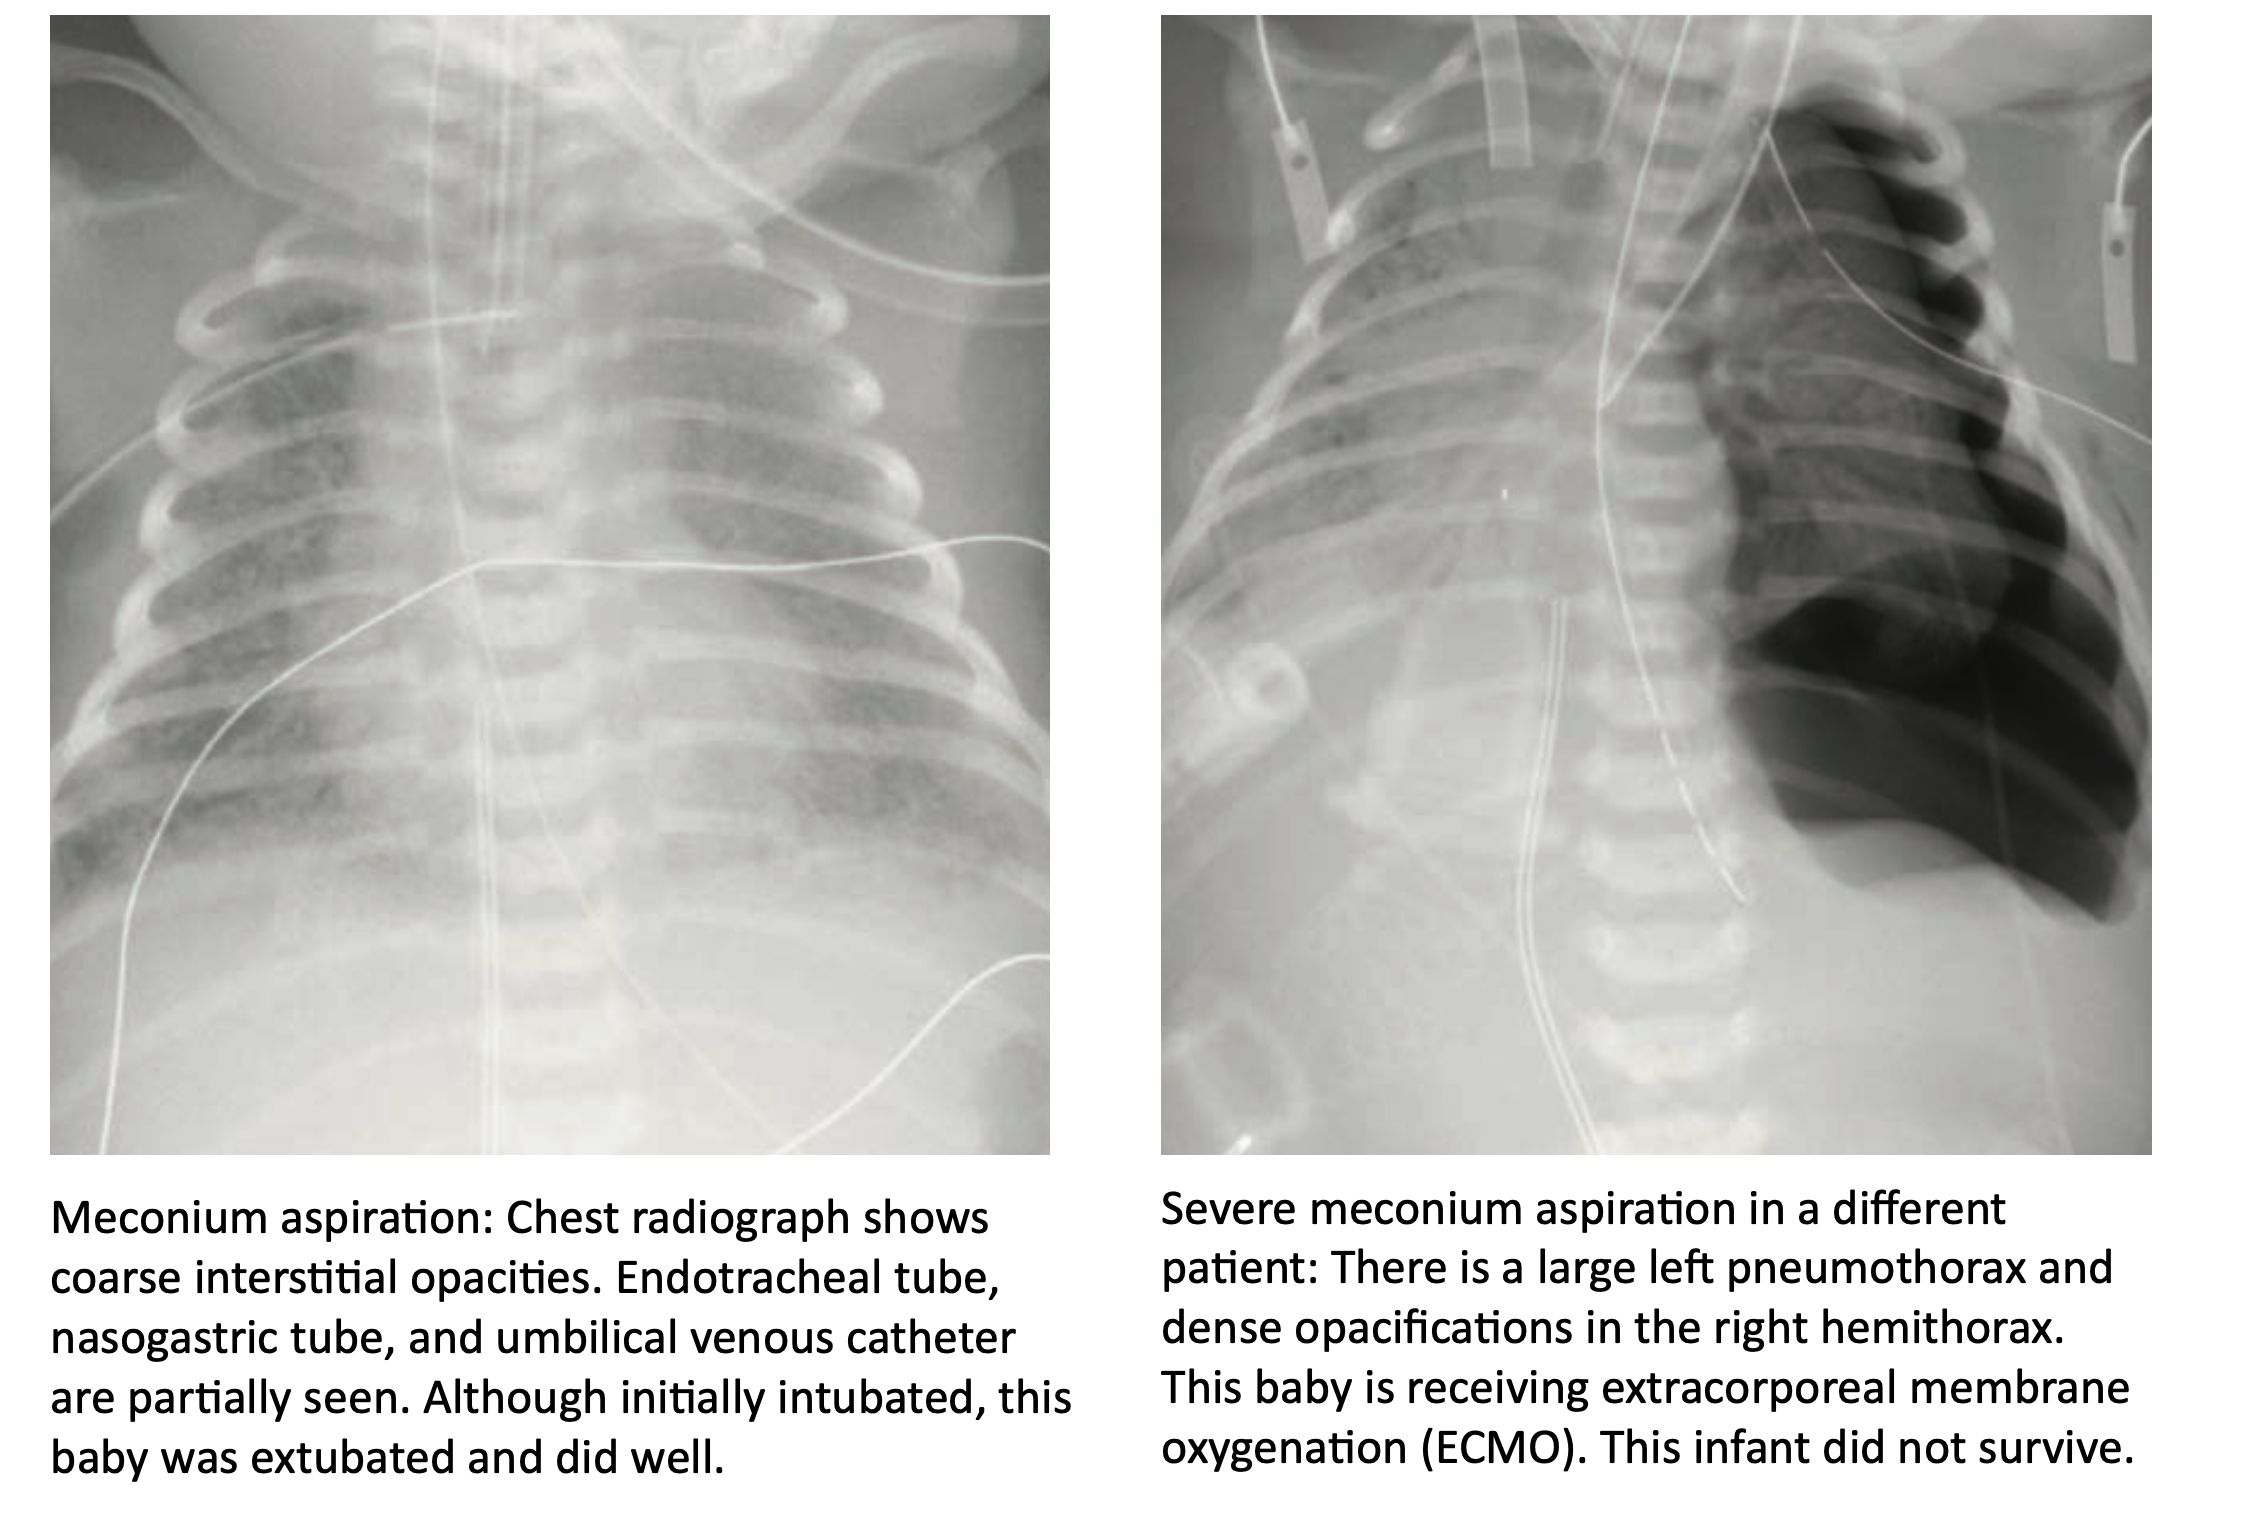 Meconium aspiration: Chest radiograph shows
coarse interstitial opacities. Endotracheal tube,
nasogastric tube, and umbilical venous catheter
are partially seen. Although initially intubated, this
baby was extubated and did well.
Severe meconium aspiration in a different
patient: There is a large left pneumothorax and
dense opacifications in the right hemithorax.
This baby is receiving extracorporeal membrane
oxygenation (ECMO). This infant did not survive.